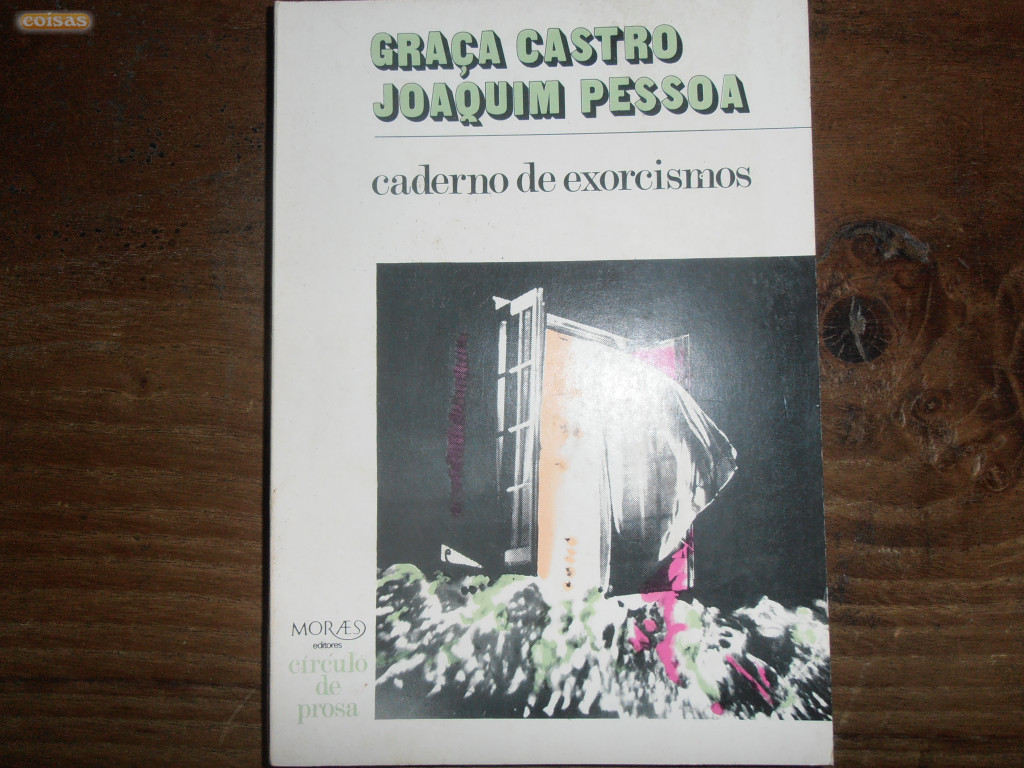 coisas
GRAÇA CASTRO
JOAQUIM PESSOA
caderno de exorcismos
MORÆS
editores
círculo
de
prosa